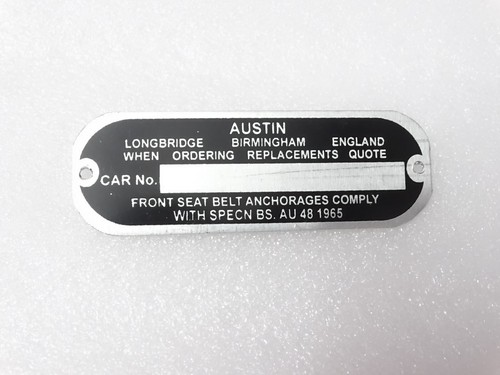 AUSTIN
LONGBRIDGE BIRMINGHAM ENGLAND
WHEN ORDERING REPLACEMENTS QUOTE
CAR No.
FRONT SEAT BELT ANCHORAGES COMPLY
WITH SPECN BS. AU 48 1965